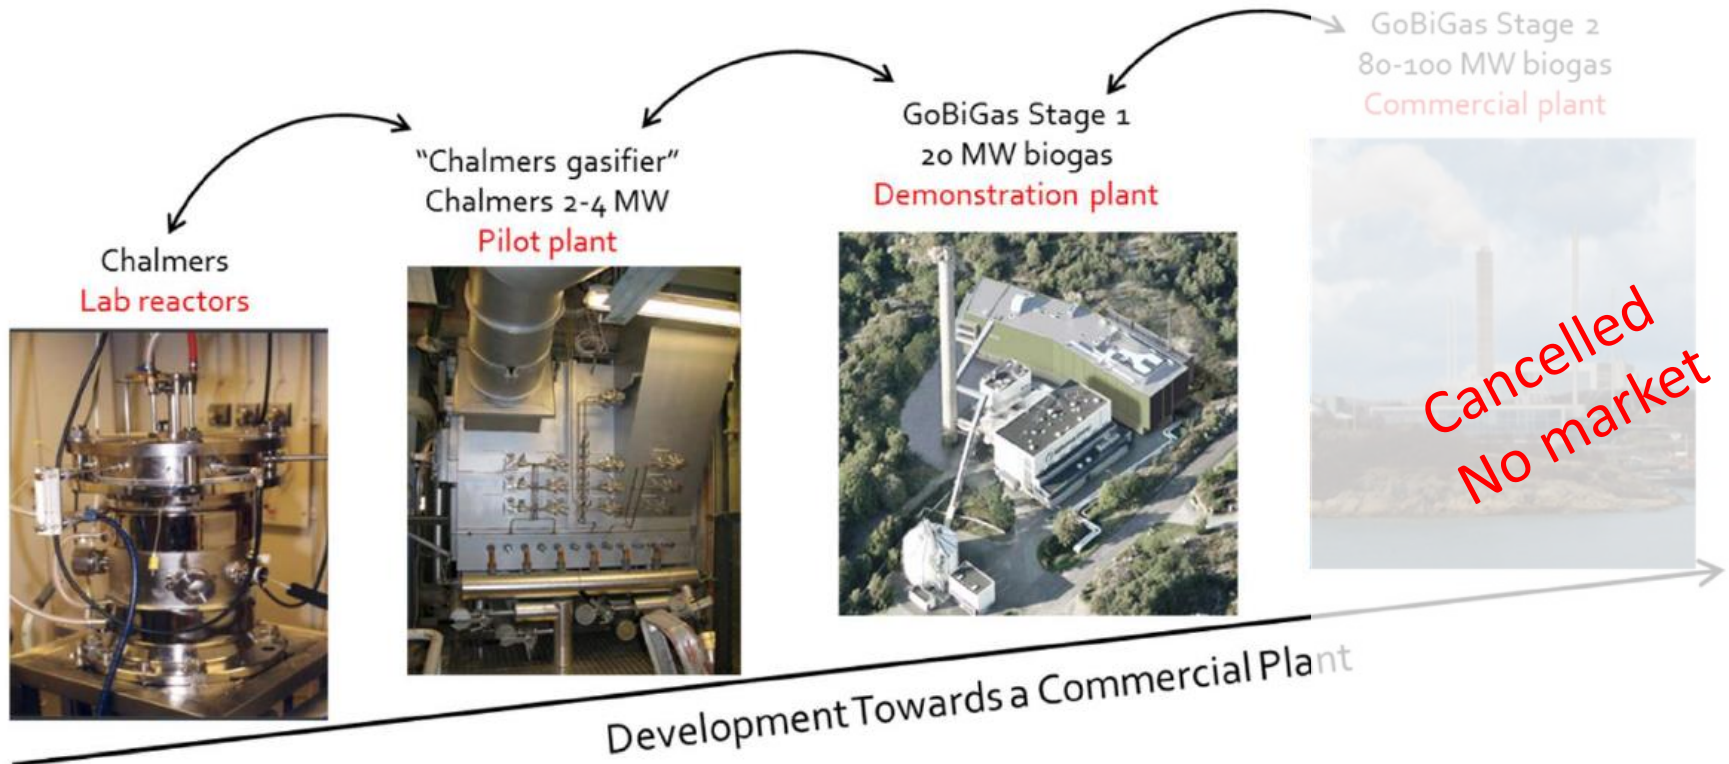 Chalmers
Lab reactors
"Chalmers gasifier"
Chalmers 2-4 MW
Pilot plant
GoBiGas Stage 1
20 MW biogas
Demonstration plant
GoBiGas Stage 2
80-100 MW biogas
Commercial plant
Cancelled
No market
Development Towards a Commercial Plant